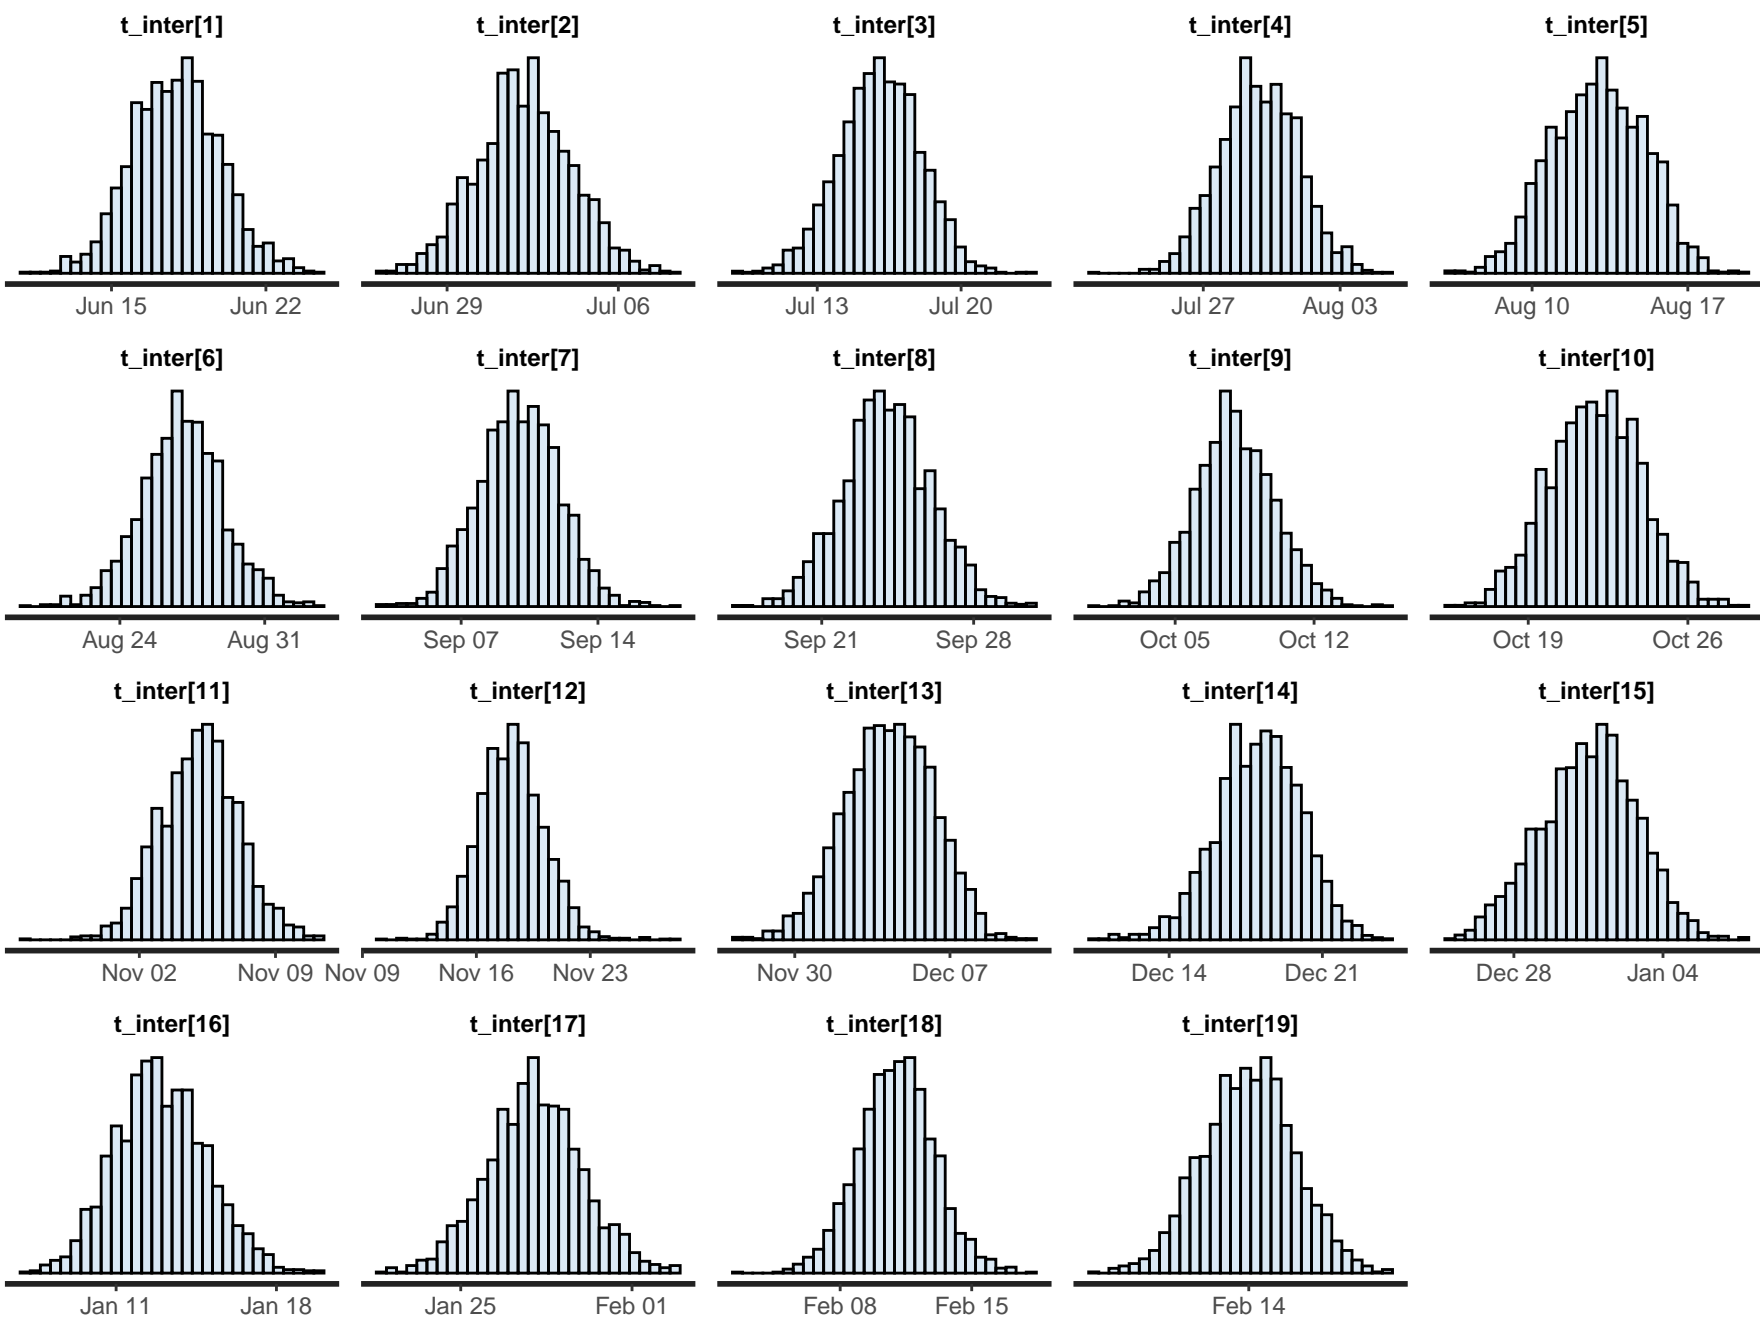 t_inter[1] t_inter[2] t_inter[3] t_inter[4] t_inter[5]
Jun 15 Jun 22 Jun 29 Jul 06 Jul 13 Jul 20 Jul 27 Aug 03 Aug 10 Aug 17
t_inter[6] t_inter[7] t_inter[8] t_inter[9] t_inter[10]
Aug 24 Aug 31 Sep 07 Sep 14 Sep 21 Sep 28 Oct 05 Oct 12 Oct 19 Oct 26
t_inter[11] t_inter[12] t_inter[13] t_inter[14] t_inter[15]
Nov 02 Nov 09 Nov 09 Nov 16 Nov 23 Nov 30 Dec 07 Dec 14 Dec 21 Dec 28 Jan 04
t_inter[16] t_inter[17] t_inter[18] t_inter[19]
Jan 11 Jan 18 Jan 25 Feb 01 Feb 08 Feb 15 Feb 14